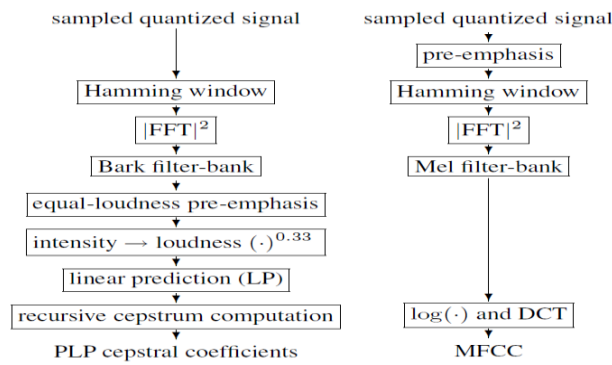 sampled quantized signal
Hamming window
|FFT|²
Bark filter-bank
equal-loudness pre-emphasis
intensity → loudness (·)^0.33
linear prediction (LP)
recursive cepstrum computation
PLP cepstral coefficients
sampled quantized signal
pre-emphasis
Hamming window
|FFT|²
Mel filter-bank
log(·) and DCT
MFCC